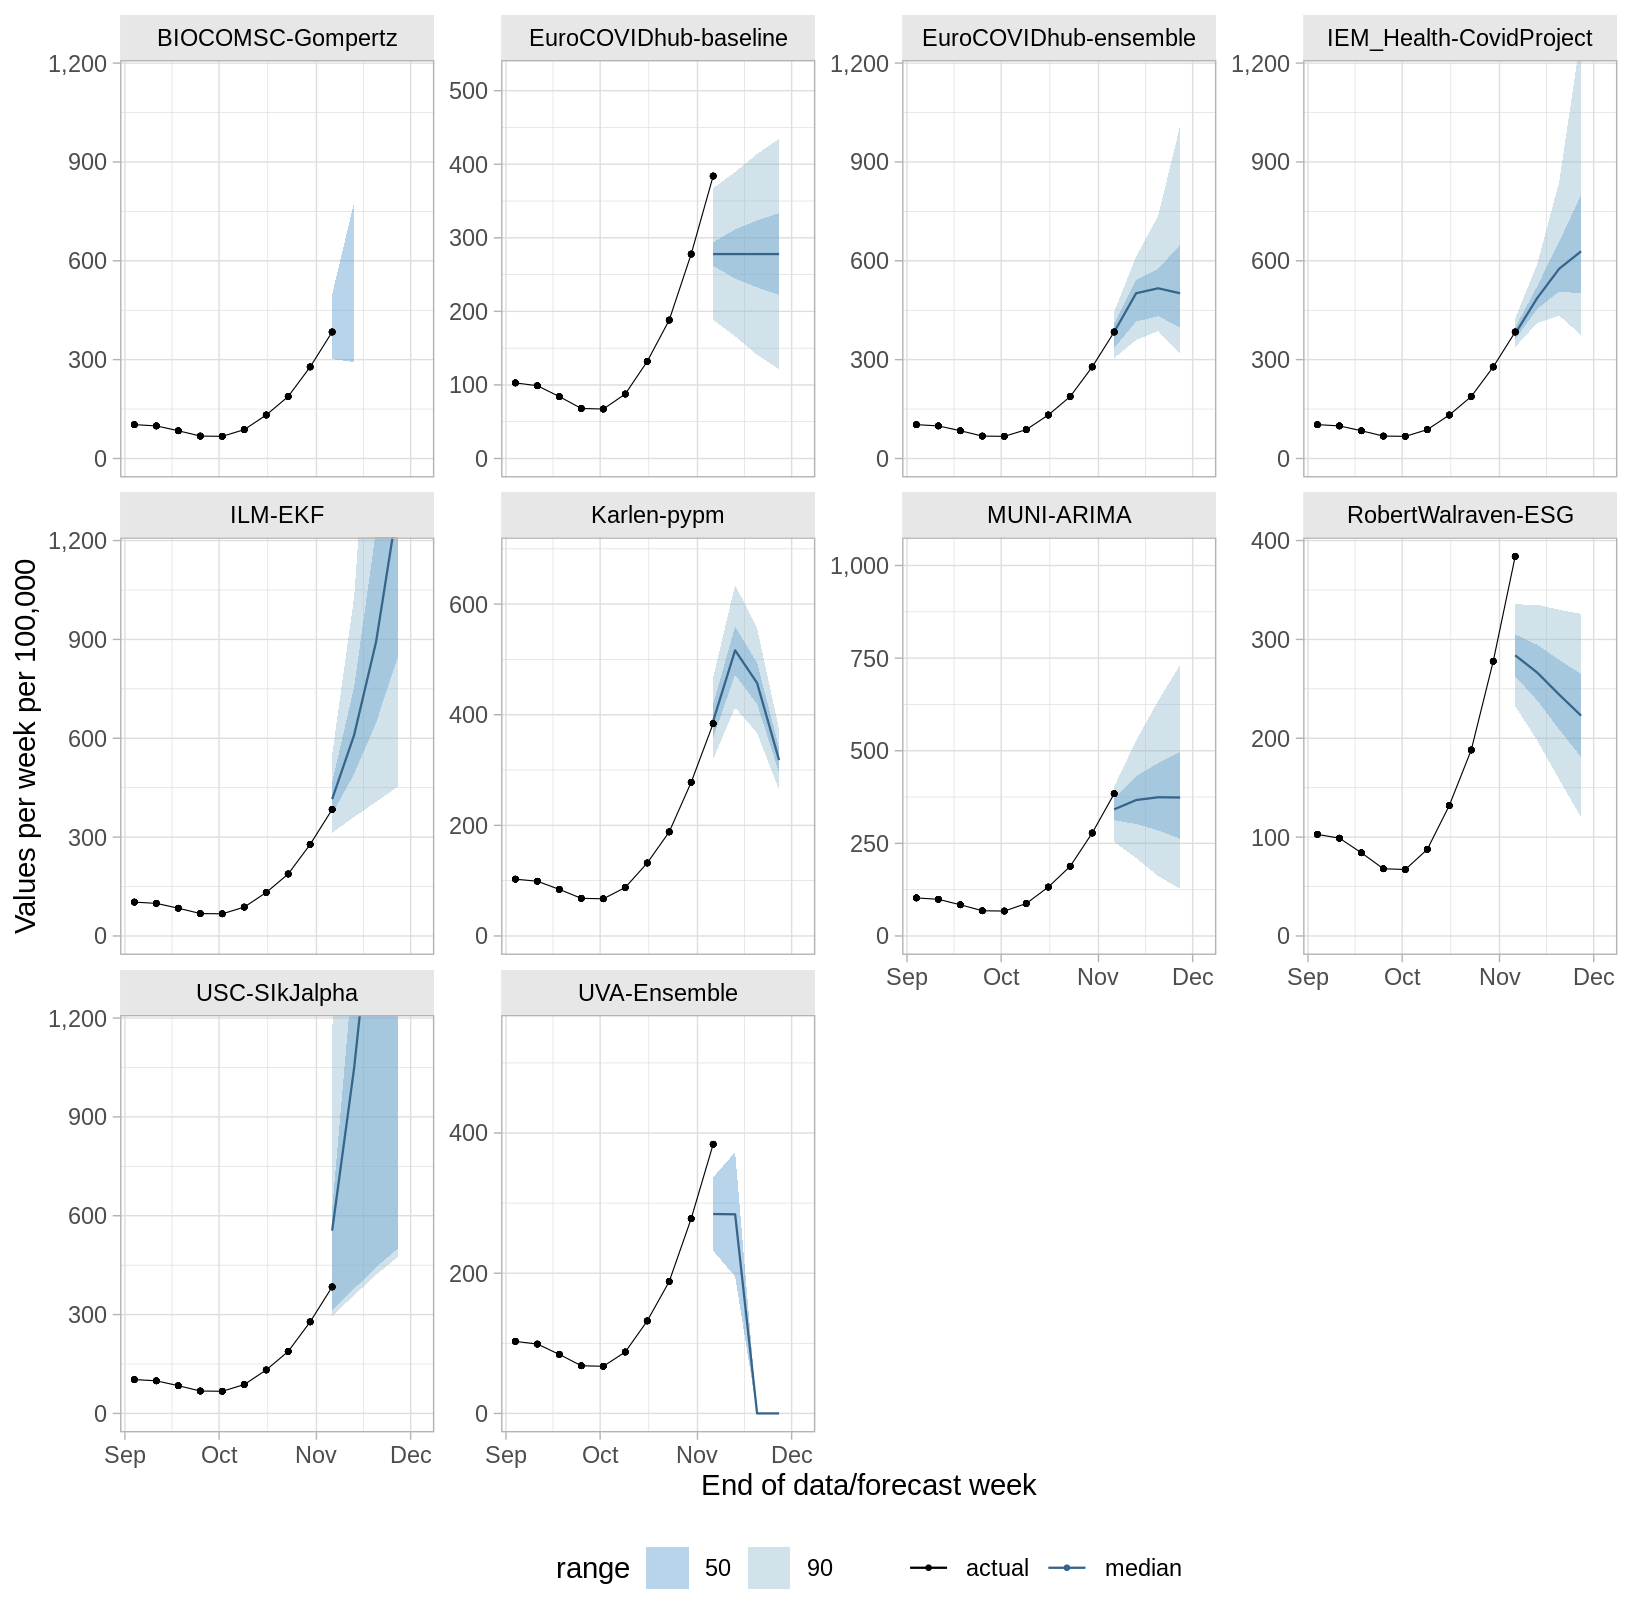 BIOCOMSC-Gompertz
EuroCOVIDhub-baseline
EuroCOVIDhub-ensemble
IEM_Health-CovidProject
1,200
900
600
300
0
500
400
300
200
100
0
1,200
900
600
300
0
1,200
900
600
300
0
ILM-EKF
Karlen-pypm
MUNI-ARIMA
RobertWalraven-ESG
1,200
900
600
300
0
600
400
200
0
1,000
750
500
250
0
400
300
200
100
0
Sep Oct Nov Dec
Sep Oct Nov Dec
Values per week per 100,000
USC-SIkJalpha
UVA-Ensemble
1,200
900
600
300
0
400
200
0
Sep Oct Nov Dec
Sep Oct Nov Dec
End of data/forecast week
range 50 90 actual median